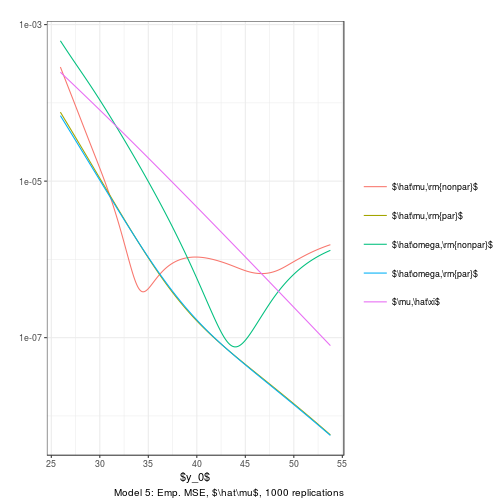 1e-03
1e-05
1e-07
25 30 35 40 45 50 55
$y_0$
$\hat\mu,\rm{nonpar}$
$\hat\mu,\rm{par}$
$\hat\omega,\rm{nonpar}$
$\hat\omega,\rm{par}$
$\mu,\hat\xi$
Model 5: Emp. MSE, $\hat\mu$, 1000 replications